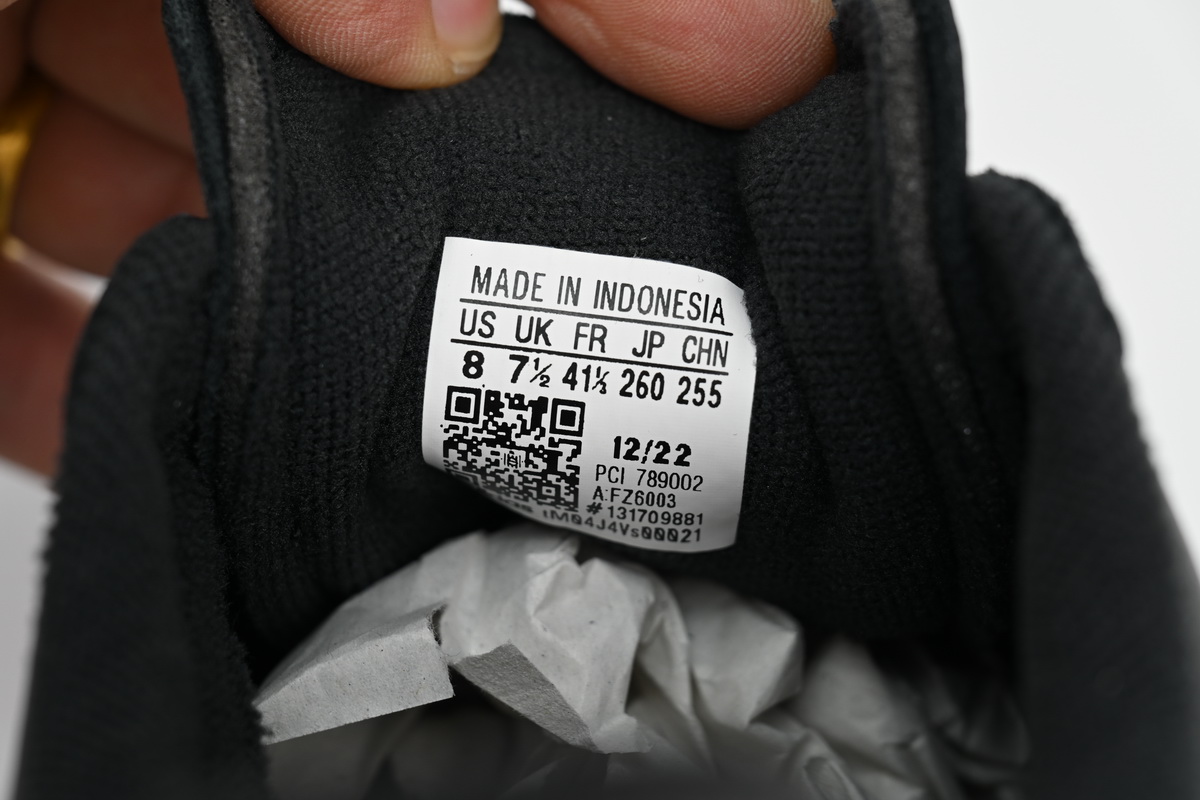 MADE IN INDONESIA
US UK FR JP CHN
8 7½ 41⅓ 260 255
12/22
PCI 789002
A:FZ6003
#131709881
1M04J4Vs00021